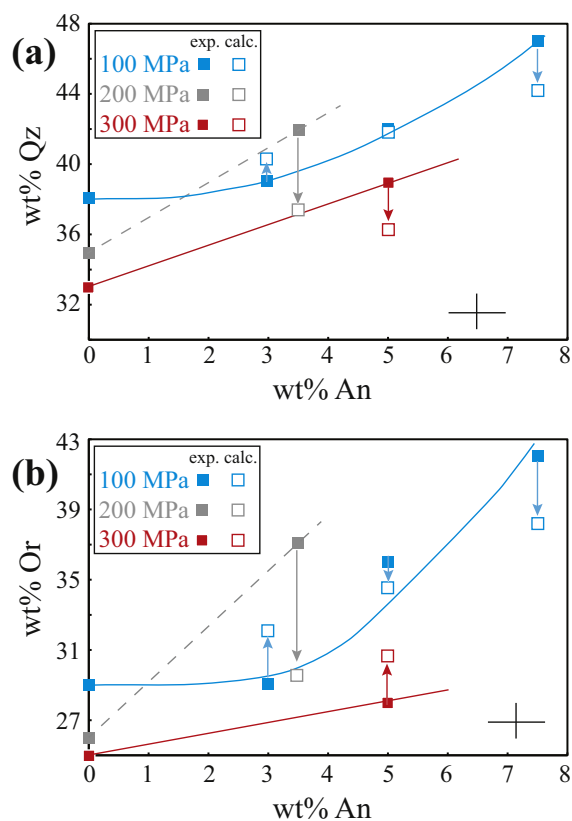 (a)
48
44
40
36
32
wt% Qz
exp. calc.
100 MPa
200 MPa
300 MPa
0 1 2 3 4 5 6 7 8
wt% An
(b)
43
39
35
31
27
wt% Or
exp. calc.
100 MPa
200 MPa
300 MPa
0 1 2 3 4 5 6 7 8
wt% An